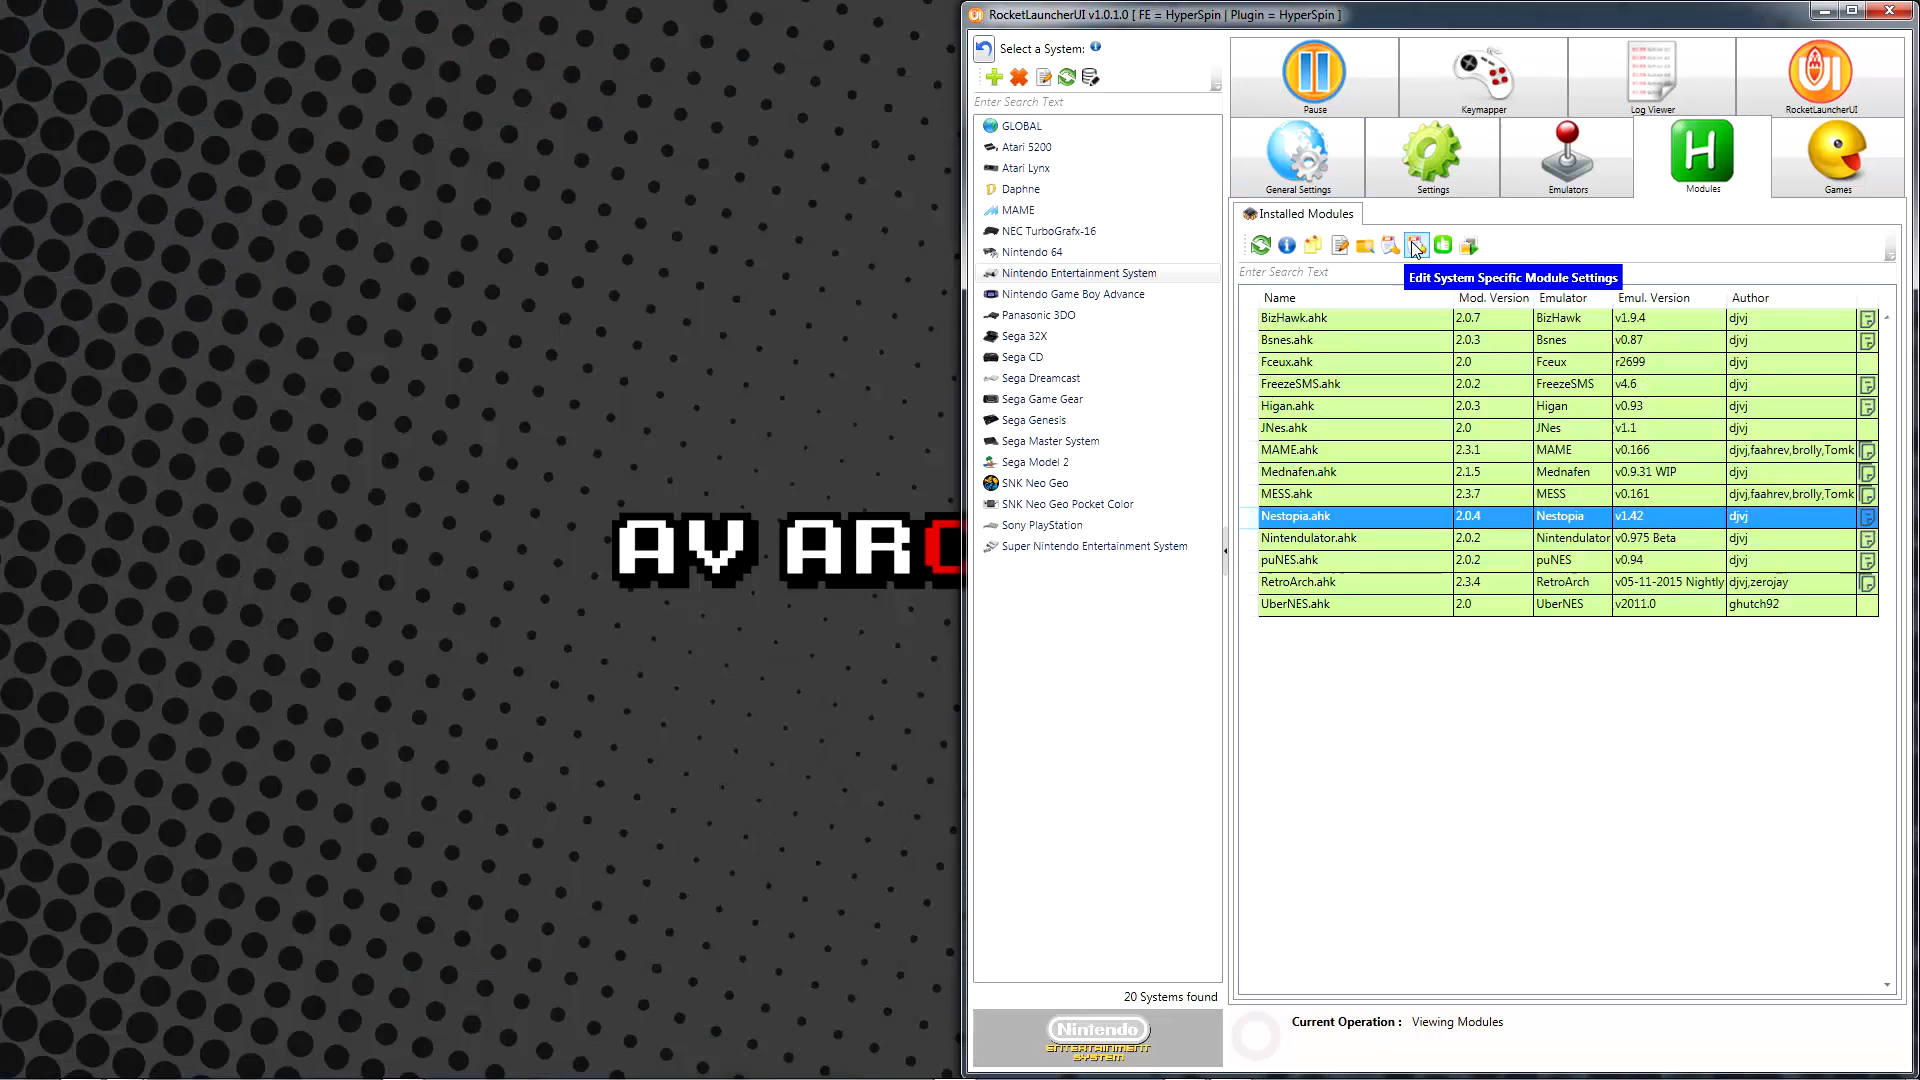 RocketLauncherUI v1.0.1.0 [ FE = HyperSpin | Plugin = HyperSpin ]
Select a System:
Enter Search Text
GLOBAL
Atari 5200
Atari Lynx
Daphne
MAME
NEC TurboGrafx-16
Nintendo 64
Nintendo Entertainment System
Nintendo Game Boy Advance
Panasonic 3DO
Sega 32X
Sega CD
Sega Dreamcast
Sega Game Gear
Sega Genesis
Sega Master System
Sega Model 2
SNK Neo Geo
SNK Neo Geo Pocket Color
Sony PlayStation
Super Nintendo Entertainment System
20 Systems found
Nintendo
ENTERTAINMENT
SYSTEM
Pause
Keymapper
Log Viewer
UI
RocketLauncherUI
General Settings
Settings
Emulators
H
Modules
Games
Installed Modules
Enter Search Text
Edit System Specific Module Settings
Name Mod. Version Emulator Emul. Version Author
BizHawk.ahk 2.0.7 BizHawk v1.9.4 djvj
Bsnes.ahk 2.0.3 Bsnes v0.87 djvj
Fceux.ahk 2.0 Fceux r2699 djvj
FreezeSMS.ahk 2.0.2 FreezeSMS v4.6 djvj
Higan.ahk 2.0.3 Higan v0.93 djvj
JNes.ahk 2.0 JNes v1.1 djvj
MAME.ahk 2.3.1 MAME v0.166 djvj,faahrev,brolly,Tomk
Mednafen.ahk 2.1.5 Mednafen v0.9.31 WIP djvj
MESS.ahk 2.3.7 MESS v0.161 djvj,faahrev,brolly,Tomk
Nestopia.ahk 2.0.4 Nestopia v1.42 djvj
Nintendulator.ahk 2.0.2 Nintendulator v0.975 Beta djvj
puNES.ahk 2.0.2 puNES v0.94 djvj
RetroArch.ahk 2.3.4 RetroArch v05-11-2015 Nightly djvj,zerojay
UberNES.ahk 2.0 UberNES v2011.0 ghutch92
Current Operation : Viewing Modules
AV ARC